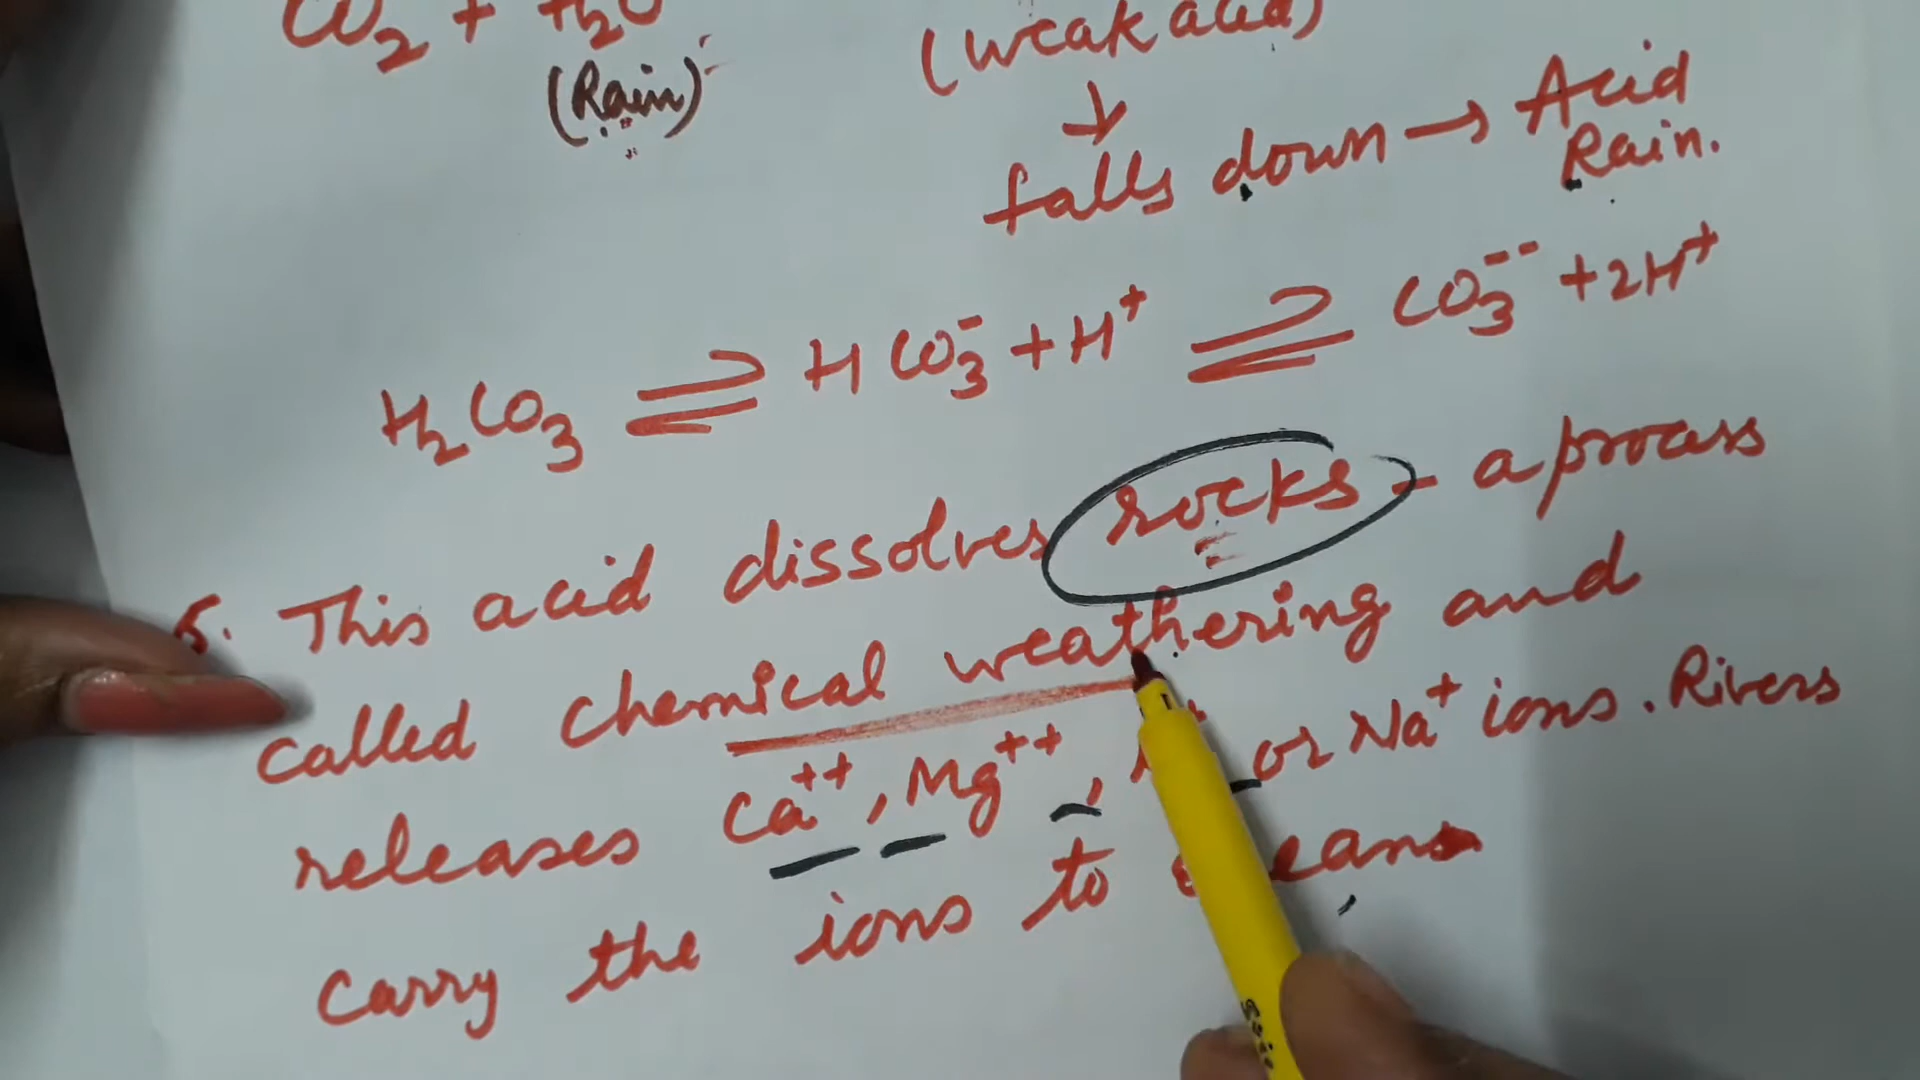 CO2 + H2O
(weak acid)
(Rain)
↓
falls down → Acid
Rain.
H2CO3 ⇌ HCO3- + H+ ⇌ CO3-- + 2H+
5. This acid dissolves rocks - a process
called chemical weathering and
releases Ca++, Mg++, or Na+ ions. Rivers
carry the ions to oceans